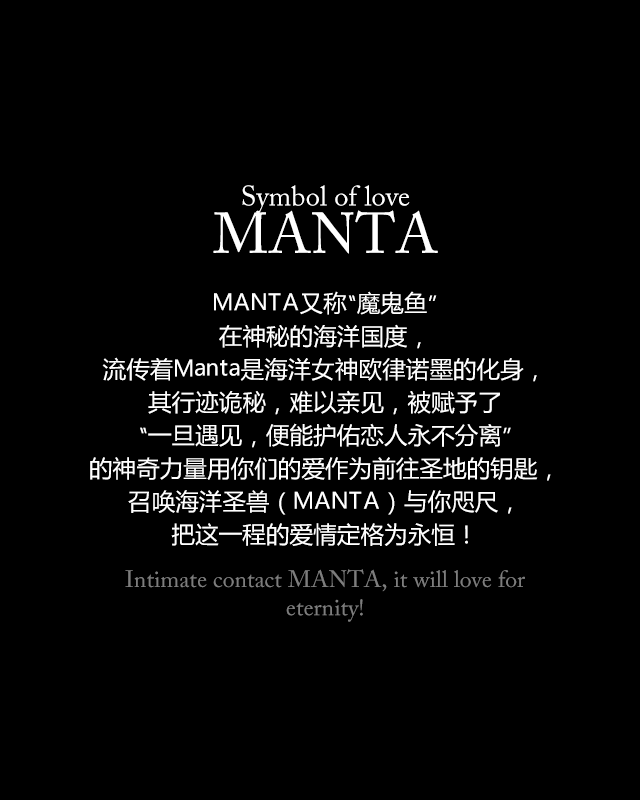 Symbol of love
MANTA
MANTA又称“魔鬼鱼”
在神秘的海洋国度，
流传着Manta是海洋女神欧律诺墨的化身，
其行迹诡秘，难以亲见，被赋予了
“一旦遇见，便能护佑恋人永不分离”
的神奇力量用你们的爱作为前往圣地的钥匙，
召唤海洋圣兽（MANTA）与你咫尺，
把这一程的爱情定格为永恒！
Intimate contact MANTA, it will love for
eternity!